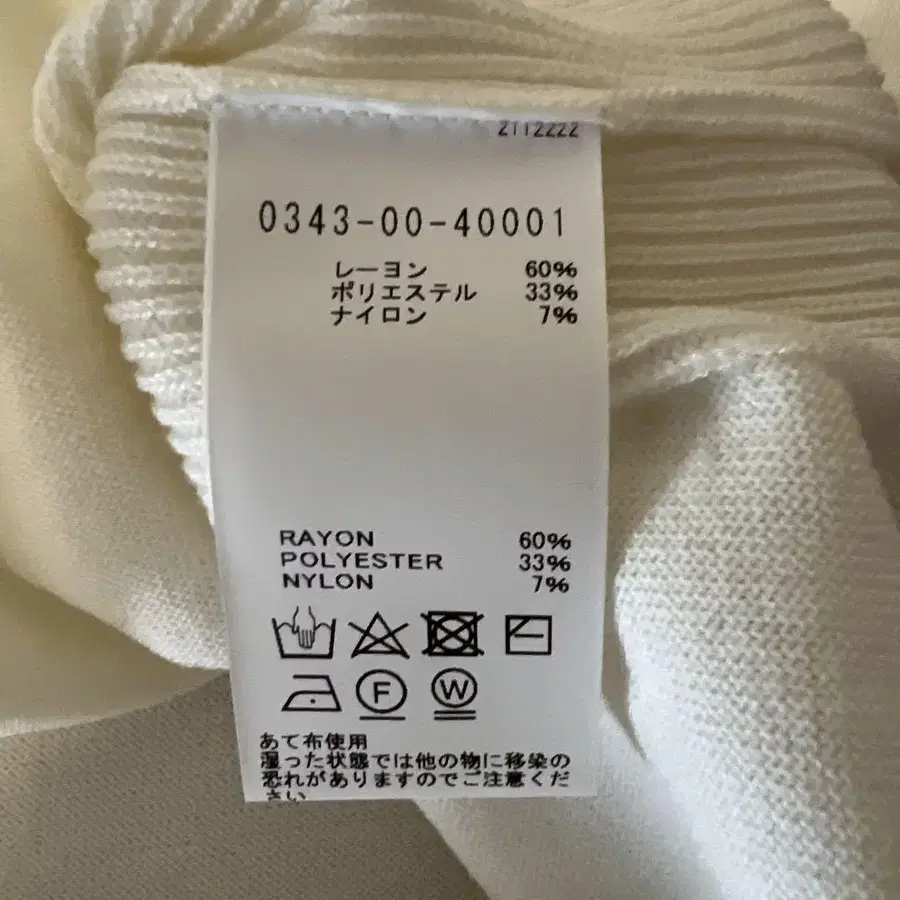 2112222
0343-00-40001
レーヨン 60%
ポリエステル 33%
ナイロン 7%
RAYON 60%
POLYESTER 33%
NYLON 7%
F
W
あて布使用
湿った状態では他の物に移染の
恐れがありますのでご注意くだ
さい